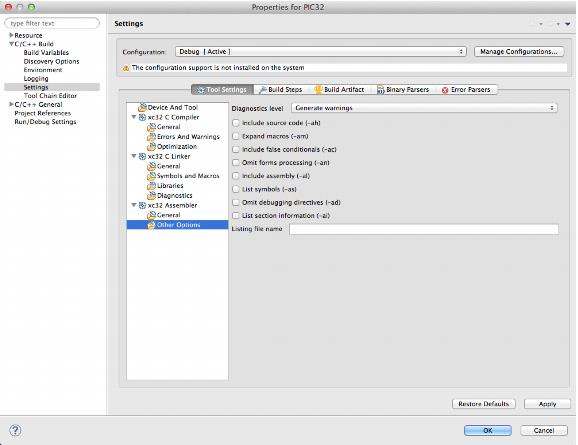 Properties for PIC32
type filter text
Settings
Resource
C/C++ Build
Build Variables
Discovery Options
Environment
Logging
Settings
Tool Chain Editor
C/C++ General
Project References
Run/Debug Settings
Configuration: Debug [ Active ] Manage Configurations...
The configuration support is not installed on the system
Tool Settings Build Steps Build Artifact Binary Parsers Error Parsers
Device And Tool
xc32 C Compiler
General
Errors And Warnings
Optimization
xc32 C Linker
General
Symbols and Macros
Libraries
Diagnostics
xc32 Assembler
General
Other Options
Diagnostics level Generate warnings
Include source code (-ah)
Expand macros (-am)
Include false conditionals (-ac)
Omit forms processing (-an)
Include assembly (-al)
List symbols (-as)
Omit debugging directives (-ad)
List section information (-ai)
Listing file name
Restore Defaults Apply
? OK Cancel